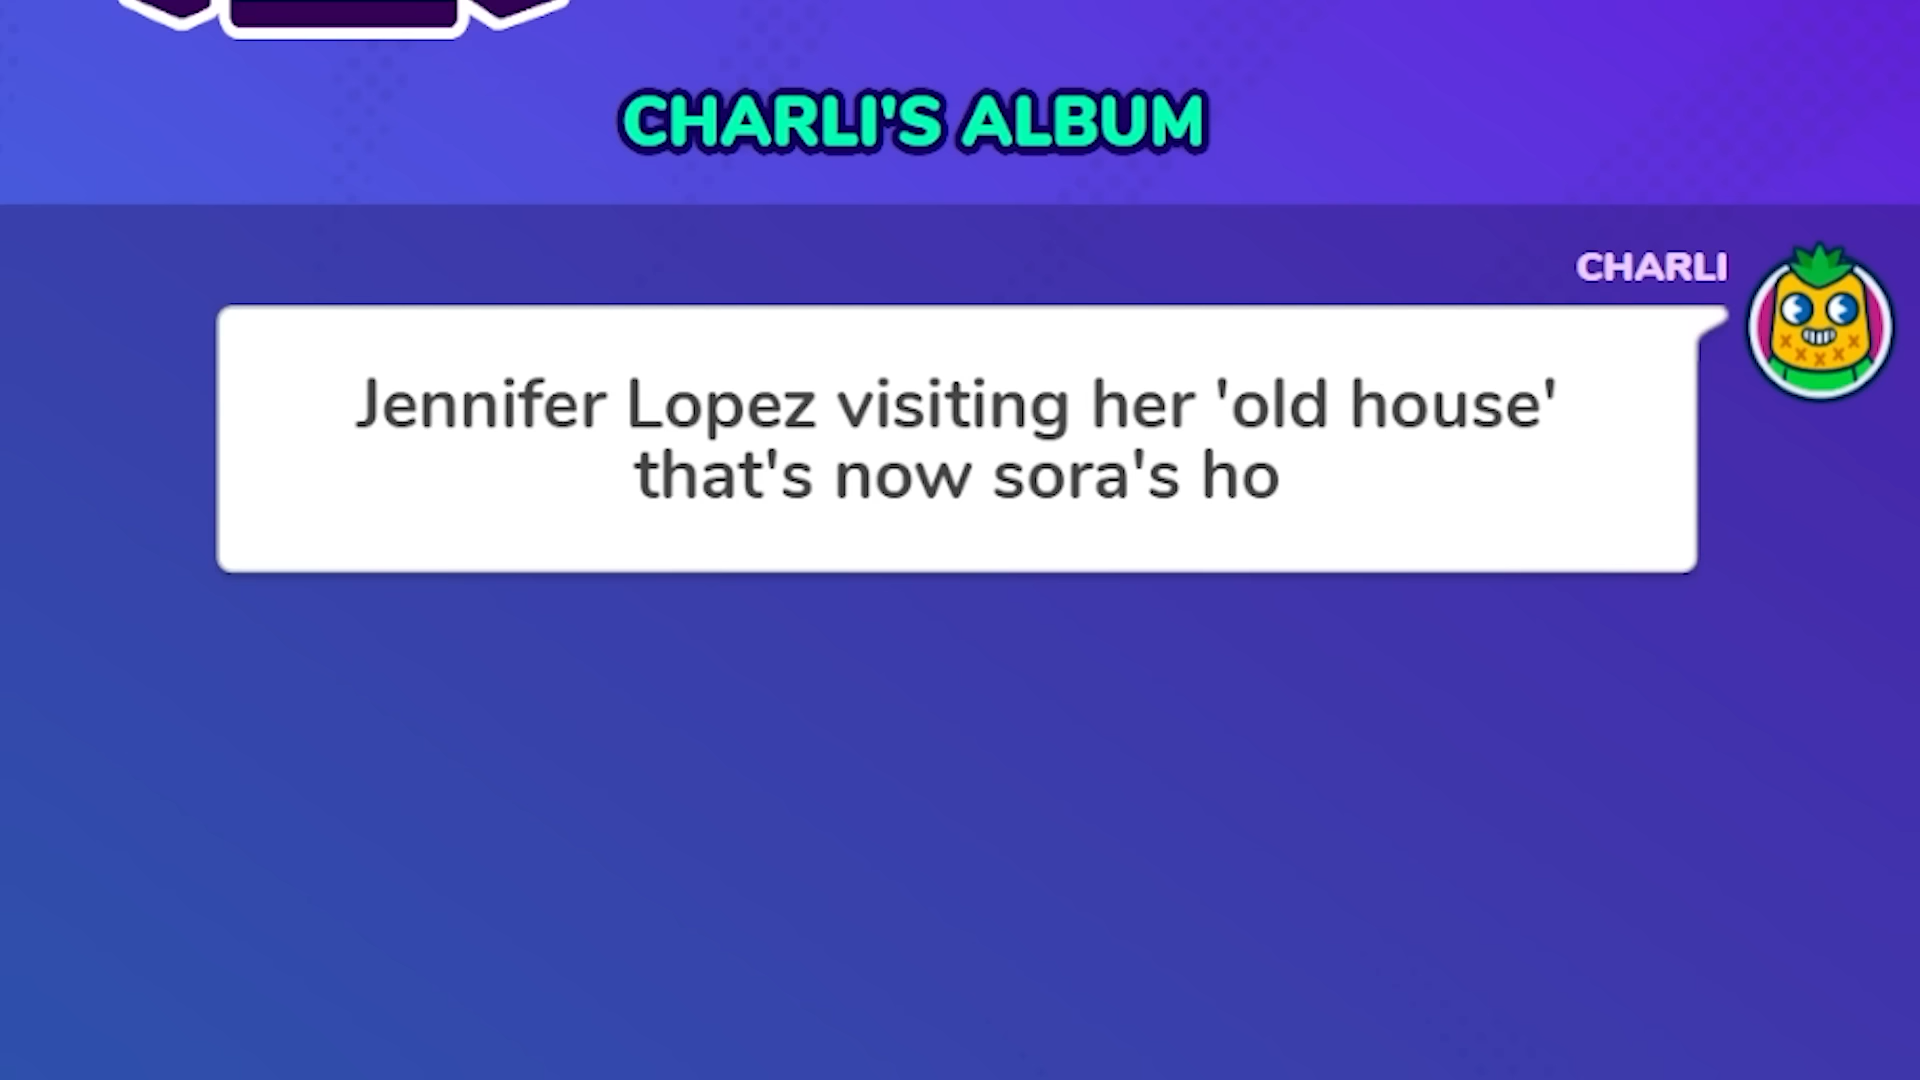 CHARLI'S ALBUM
CHARLI
Jennifer Lopez visiting her 'old house'
that's now sora's ho